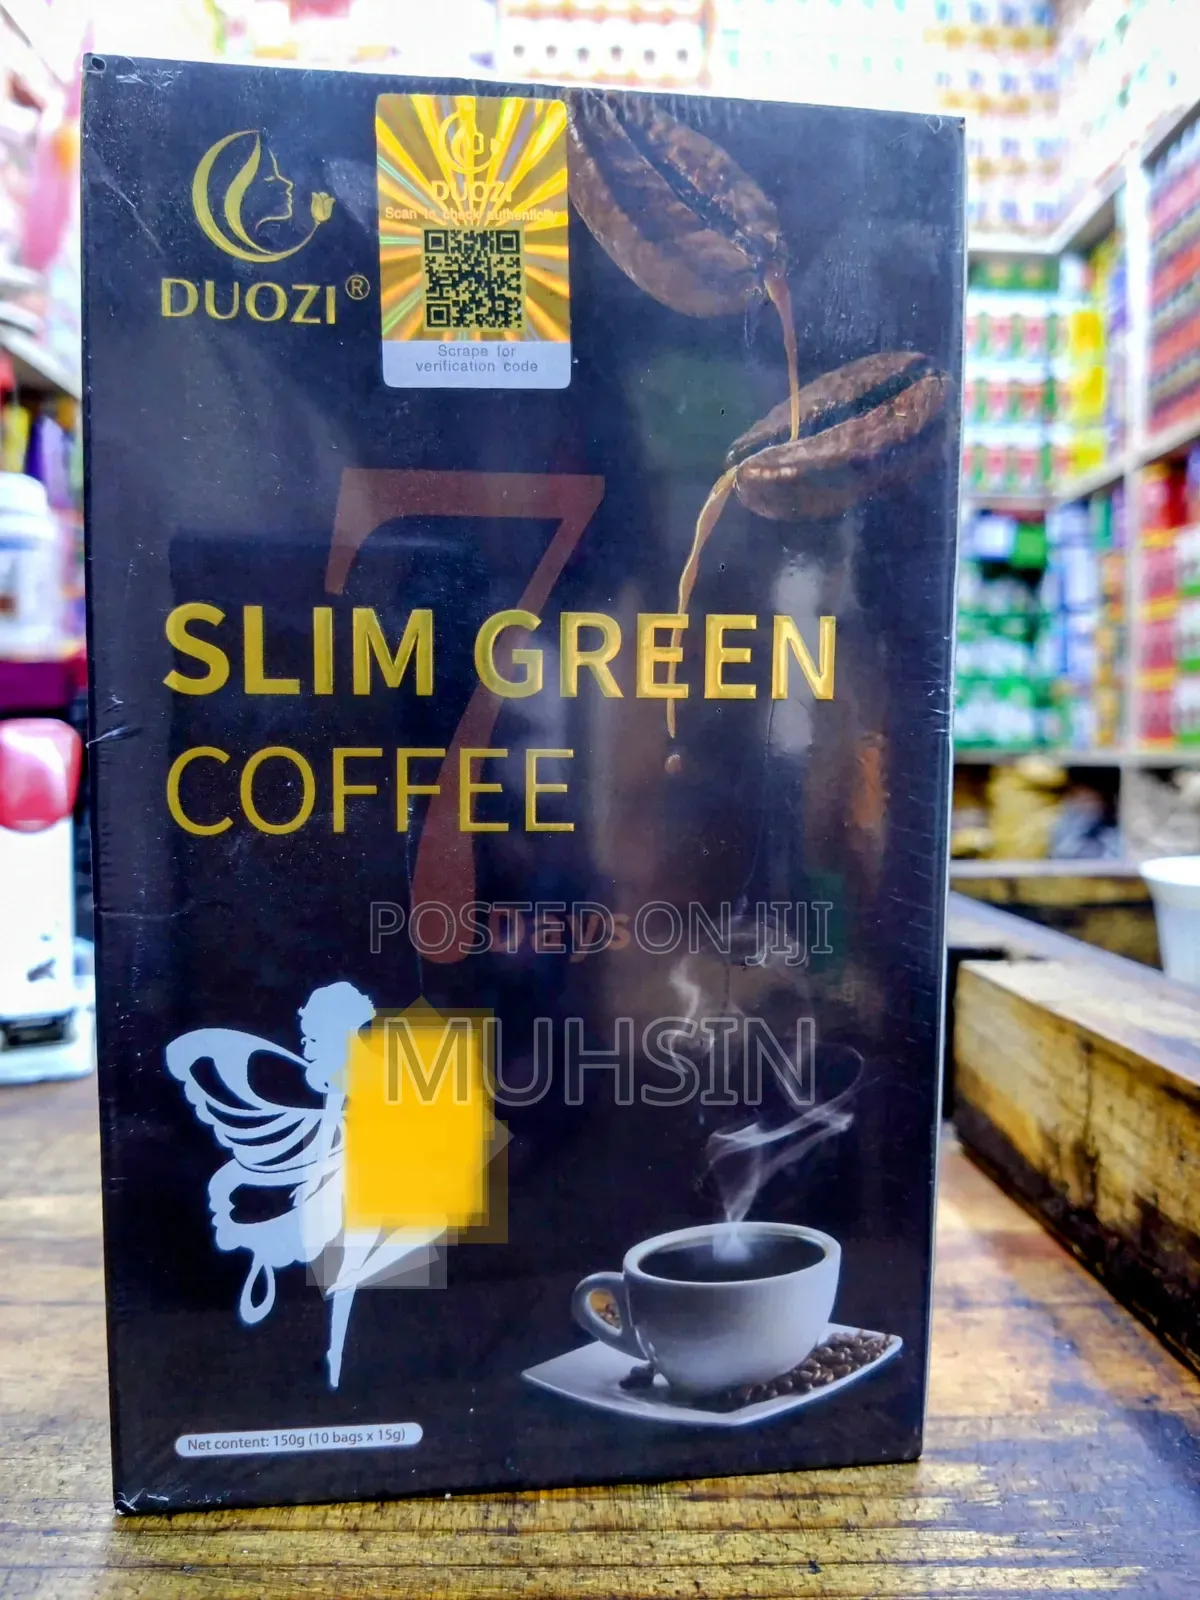 DUOZI®
DUOZI
Scan to check authenticity
Scrape for
verification code
7
SLIM GREEN
COFFEE
Days
POSTED ON JIJI
MUHSIN
Net content: 150g (10 bags x 15g)